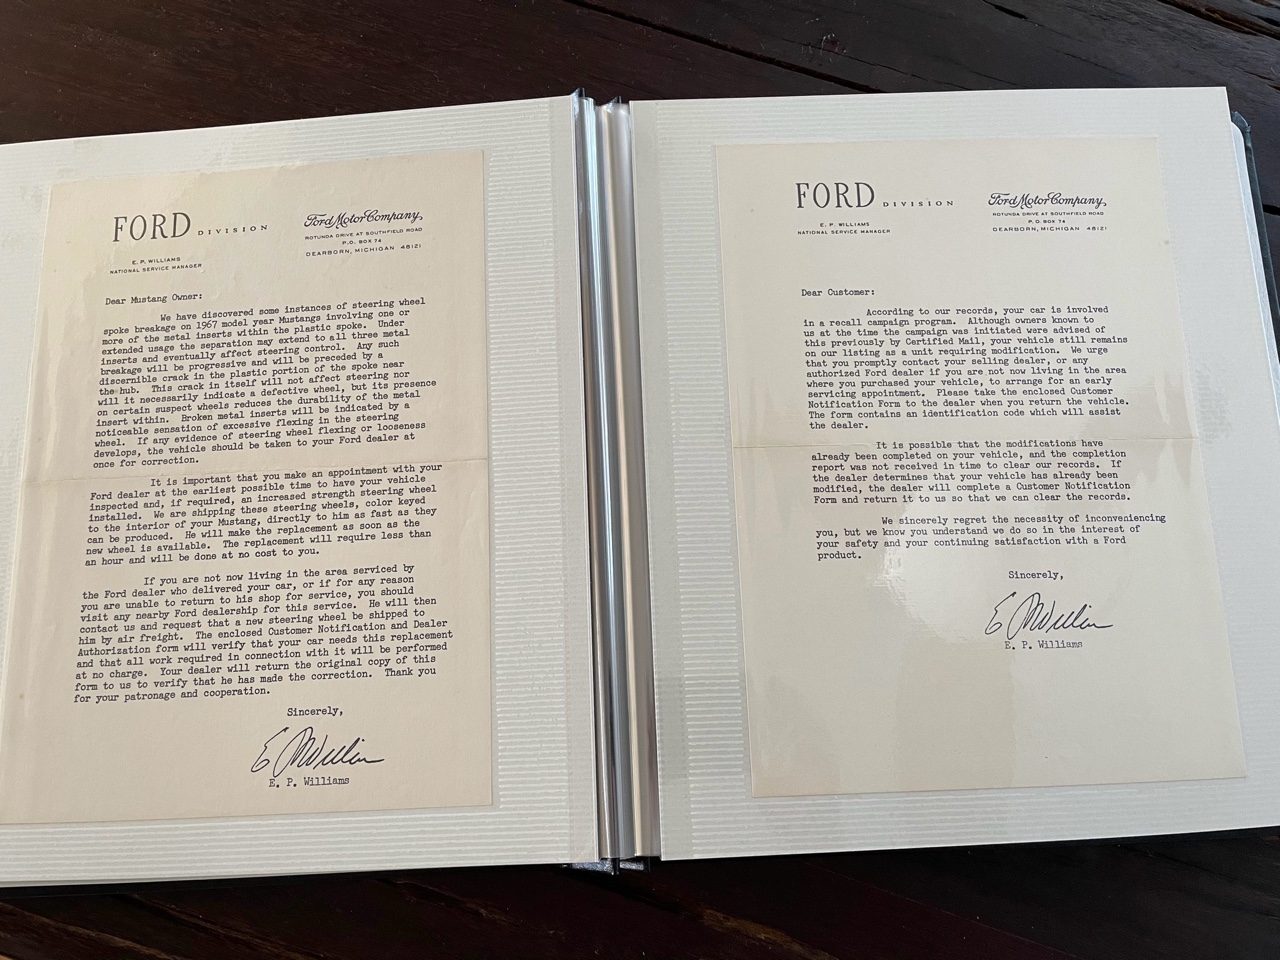 FORD DIVISION
E. P. WILLIAMS
NATIONAL SERVICE MANAGER
Ford Motor Company,
ROTUNDA DRIVE AT SOUTHFIELD ROAD
P.O. BOX 74
DEARBORN, MICHIGAN 48121
Dear Mustang Owner:
We have discovered some instances of steering wheel
spoke breakage on 1967 model year Mustangs involving one or
more of the metal inserts within the plastic spoke. Under
extended usage the separation may extend to all three metal
inserts and eventually affect steering control. Any such
breakage will be progressive and will be preceded by a
discernible crack in the plastic portion of the spoke near
the hub. This crack in itself will not affect steering nor
will it necessarily indicate a defective wheel, but its presence
on certain suspect wheels reduces the durability of the metal
insert within. Broken metal inserts will be indicated by a
noticeable sensation of excessive flexing in the steering
wheel. If any evidence of steering wheel flexing or looseness
develops, the vehicle should be taken to your Ford dealer at
once for correction.
It is important that you make an appointment with your
Ford dealer at the earliest possible time to have your vehicle
inspected and, if required, an increased strength steering wheel
installed. We are shipping these steering wheels, color keyed
to the interior of your Mustang, directly to him as fast as they
can be produced. He will make the replacement as soon as the
new wheel is available. The replacement will require less than
an hour and will be done at no cost to you.
If you are not now living in the area serviced by
the Ford dealer who delivered your car, or if for any reason
you are unable to return to his shop for service, you should
visit any nearby Ford dealership for this service. He will then
contact us and request that a new steering wheel be shipped to
him by air freight. The enclosed Customer Notification and Dealer
Authorization form will verify that your car needs this replacement
and that all work required in connection with it will be performed
at no charge. Your dealer will return the original copy of this
form to us to verify that he has made the correction. Thank you
for your patronage and cooperation.
Sincerely,
E P Williams
E. P. Williams
FORD DIVISION
E. P. WILLIAMS
NATIONAL SERVICE MANAGER
Ford Motor Company,
ROTUNDA DRIVE AT SOUTHFIELD ROAD
P.O. BOX 74
DEARBORN, MICHIGAN 48121
Dear Customer:
According to our records, your car is involved
in a recall campaign program. Although owners known to
us at the time the campaign was initiated were advised of
this previously by Certified Mail, your vehicle still remains
on our listing as a unit requiring modification. We urge
that you promptly contact your selling dealer, or any
authorized Ford dealer if you are not now living in the area
where you purchased your vehicle, to arrange for an early
servicing appointment. Please take the enclosed Customer
Notification Form to the dealer when you return the vehicle.
The form contains an identification code which will assist
the dealer.
It is possible that the modifications have
already been completed on your vehicle, and the completion
report was not received in time to clear our records. If
the dealer determines that your vehicle has already been
modified, the dealer will complete a Customer Notification
Form and return it to us so that we can clear the records.
We sincerely regret the necessity of inconveniencing
you, but we know you understand we do so in the interest of
your safety and your continuing satisfaction with a Ford
product.
Sincerely,
E P Williams
E. P. Williams